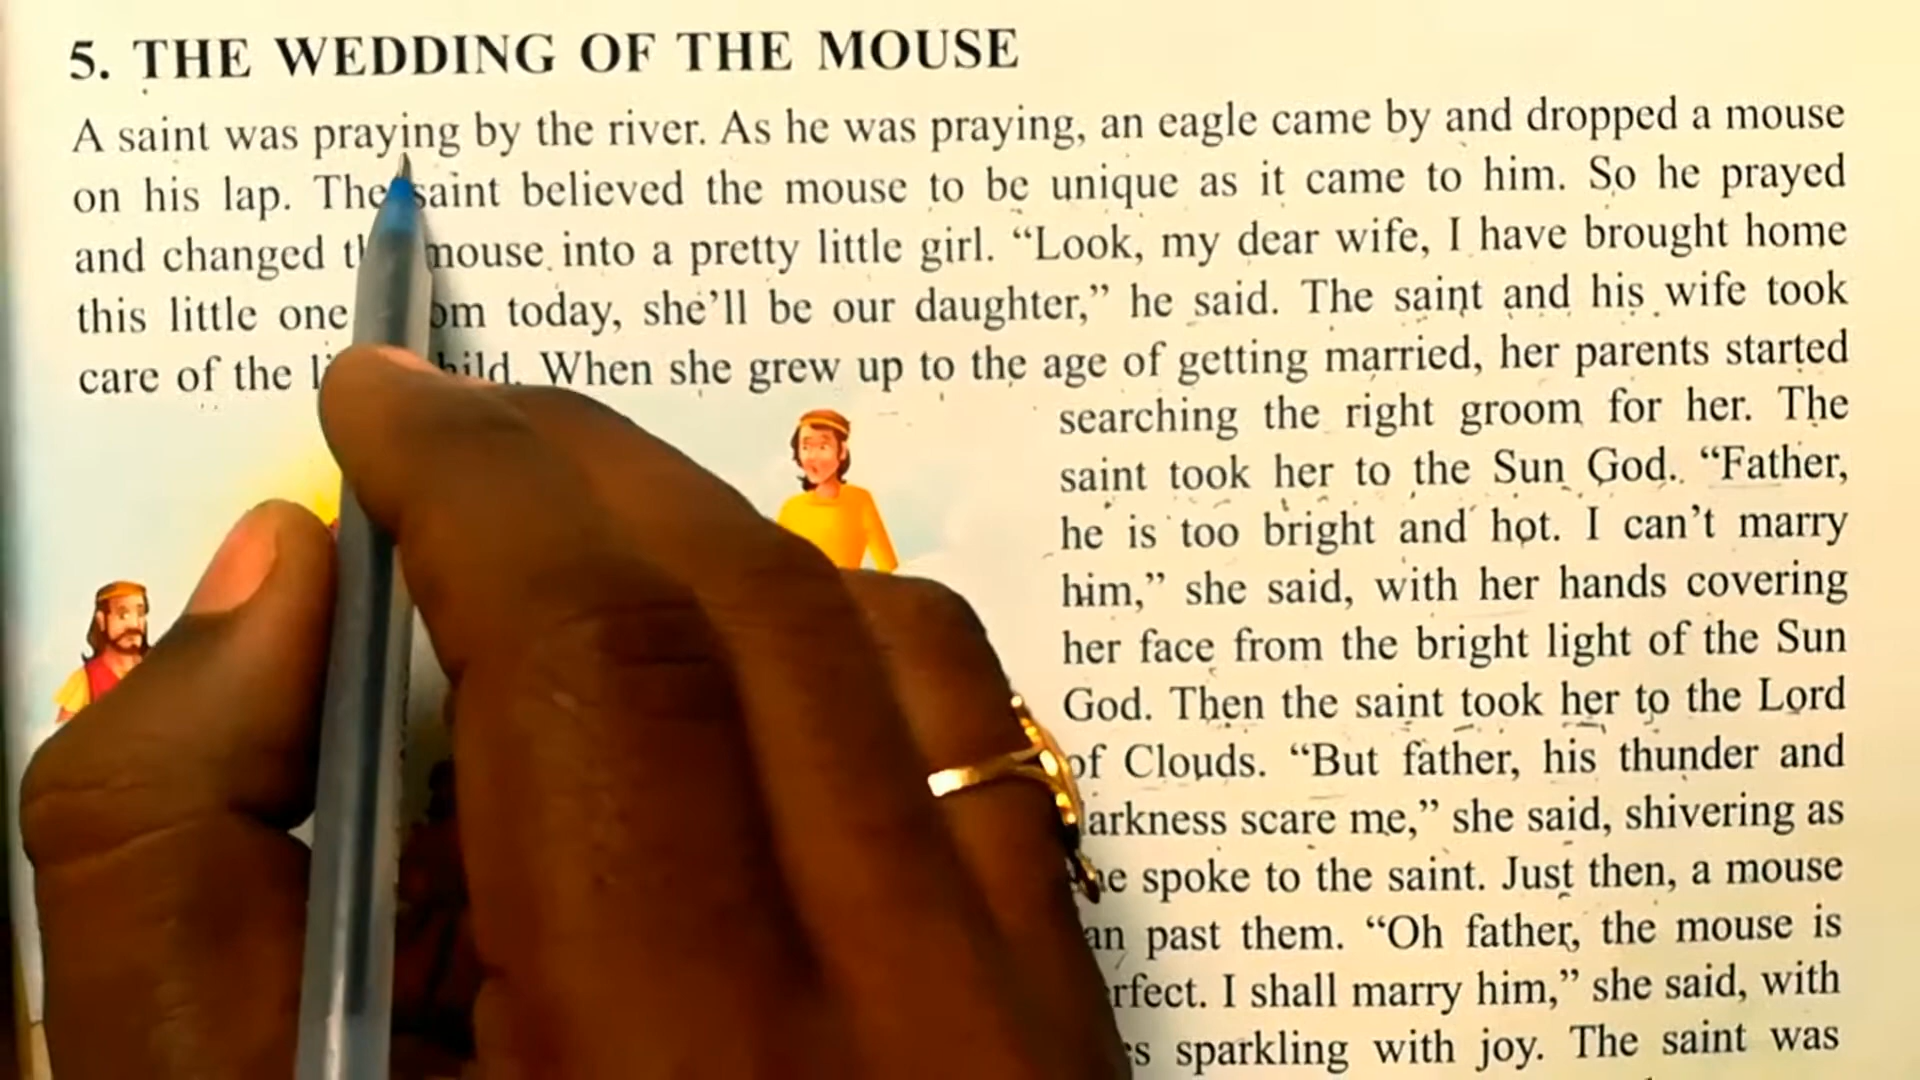 5. THE WEDDING OF THE MOUSE
A saint was praying by the river. As he was praying, an eagle came by and dropped a mouse
on his lap. The saint believed the mouse to be unique as it came to him. So he prayed
and changed mouse into a pretty little girl. “Look, my dear wife, I have brought home
this little one today, she’ll be our daughter,” he said. The saint and his wife took
care of the When she grew up to the age of getting married, her parents started
searching the right groom for her. The
saint took her to the Sun God. “Father,
he is too bright and hot. I can’t marry
him,” she said, with her hands covering
her face from the bright light of the Sun
God. Then the saint took her to the Lord
of Clouds. “But father, his thunder and
scare me,” she said, shivering as
spoke to the saint. Just then, a mouse
past them. “Oh father, the mouse is
I shall marry him,” she said, with
sparkling with joy. The saint was